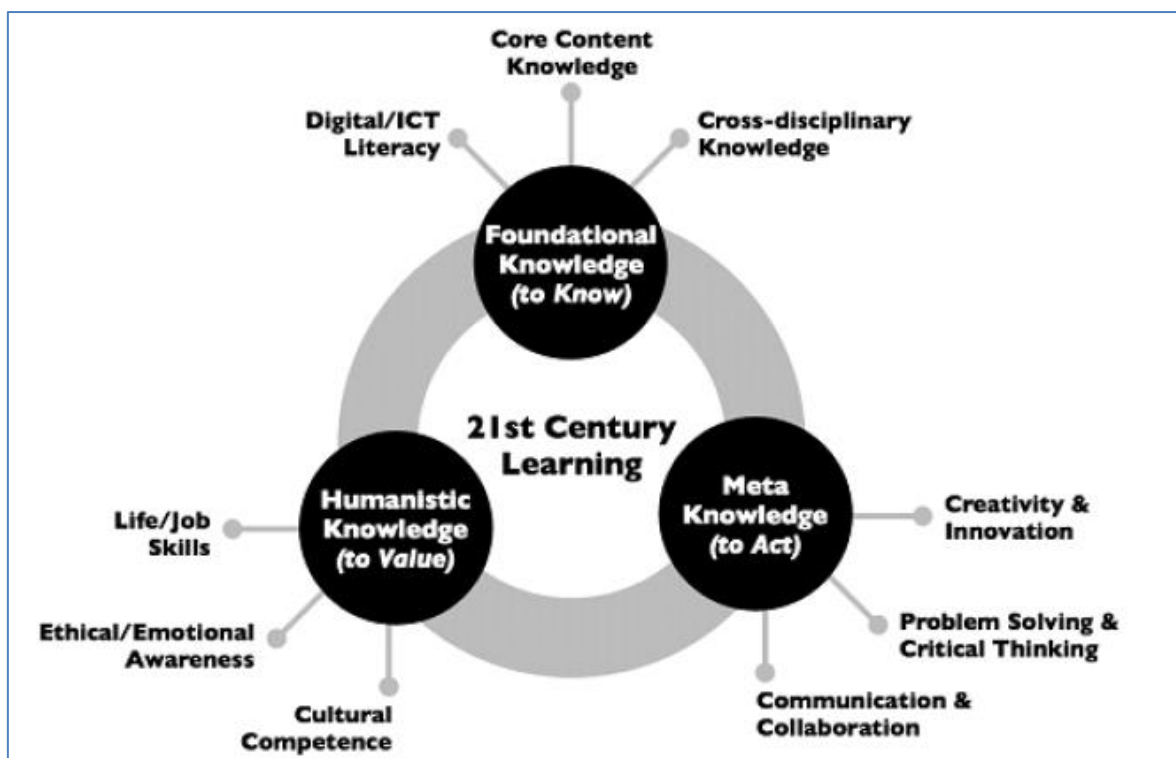 Core Content
Knowledge
Digital/ICT
Literacy
Cross-disciplinary
Knowledge
Foundational
Knowledge
(to Know)
21st Century
Learning
Humanistic
Knowledge
(to Value)
Meta
Knowledge
(to Act)
Life/Job
Skills
Ethical/Emotional
Awareness
Cultural
Competence
Creativity &
Innovation
Problem Solving &
Critical Thinking
Communication &
Collaboration